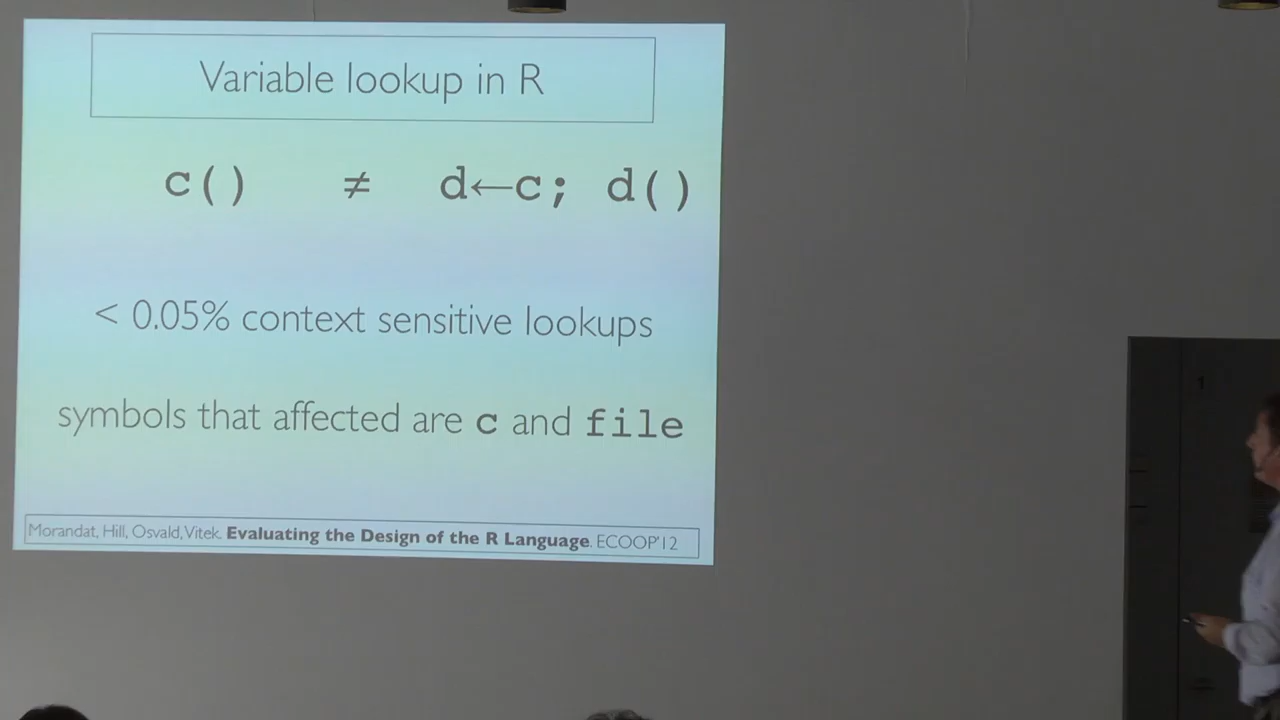 Variable lookup in R
c() ≠ d←c; d()
< 0.05% context sensitive lookups
symbols that affected are c and file
Morandat, Hill, Osvald, Vitek. Evaluating the Design of the R Language. ECOOP'12